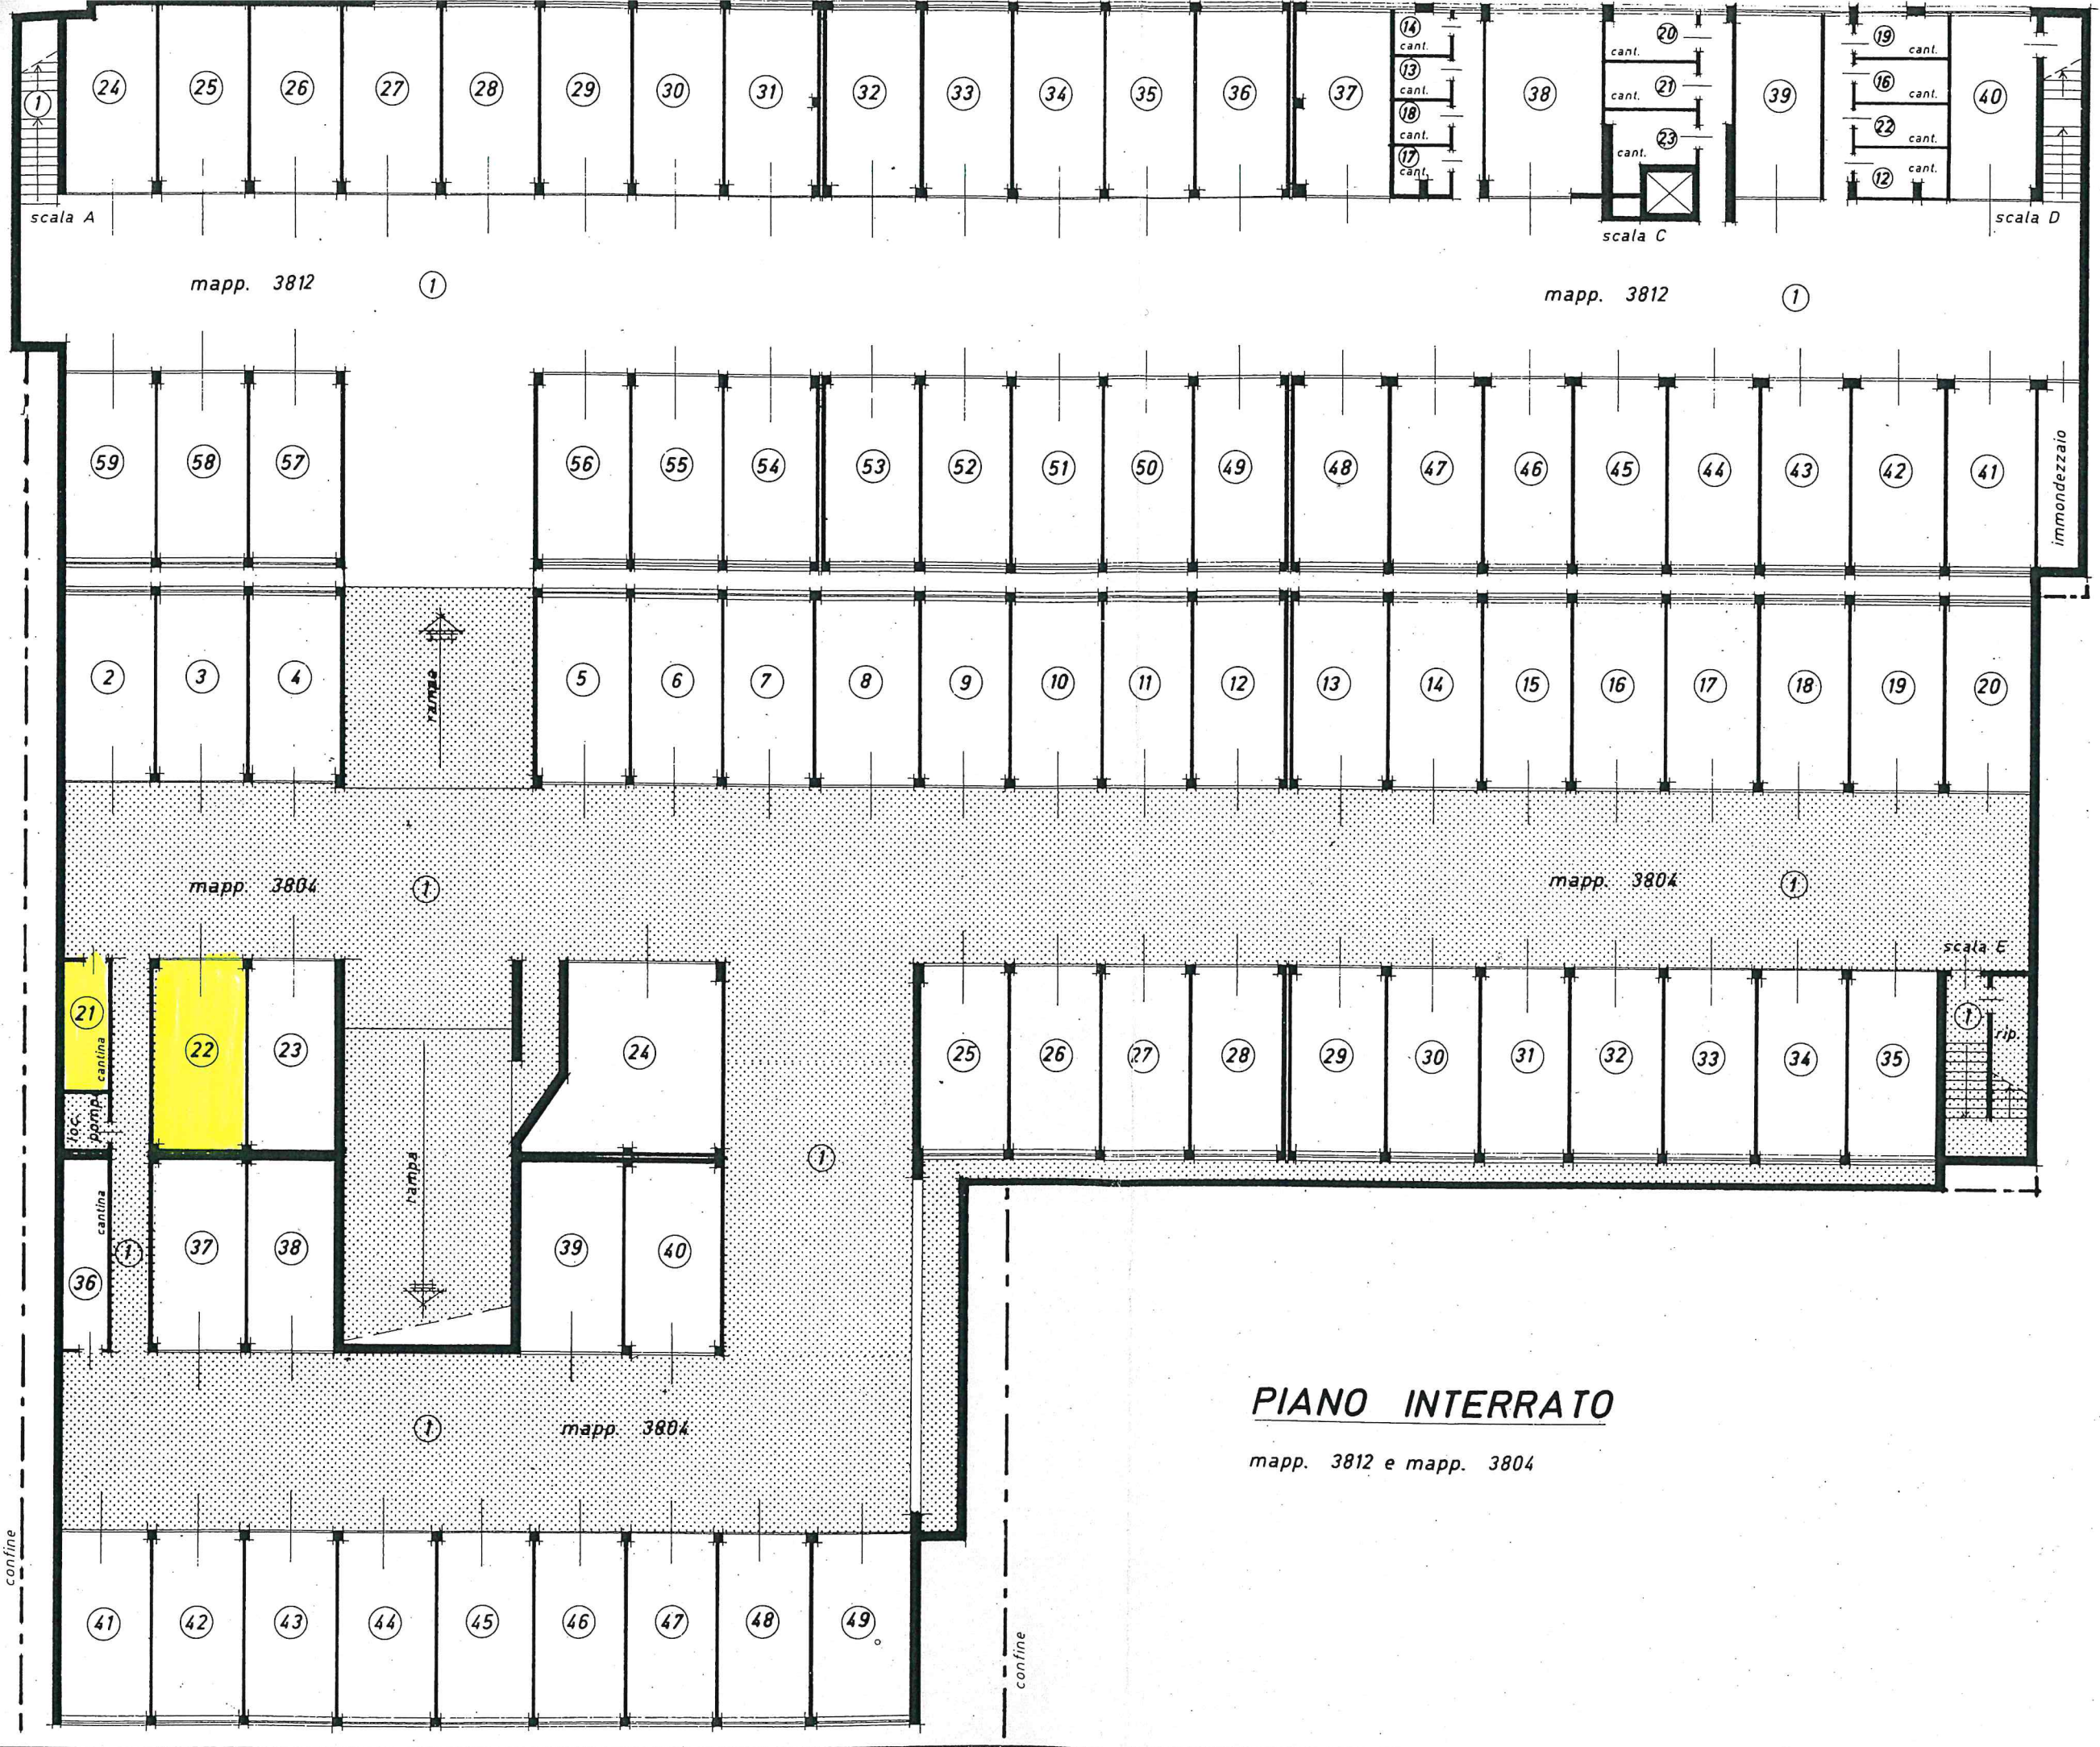 24 25 26 27 28 29 30 31 32 33 34 35 36 37 38 39 40
1
14 cant.
13 cant.
18 cant.
17 cant.
20 cant.
21 cant.
23 cant.
19 cant.
16 cant.
22 cant.
12 cant.
scala A
scala C
scala D
mapp. 3812 1
mapp. 3812 1
59 58 57 56 55 54 53 52 51 50 49 48 47 46 45 44 43 42 41
immondezzaio
2 3 4
rampa
5 6 7 8 9 10 11 12 13 14 15 16 17 18 19 20
mapp. 3804 1
mapp. 3804 1
scala E
21 cantina
22 23 24
25 26 27 28 29 30 31 32 33 34 35
1
rip.
loc. pomp.
rampa
1
36 cantina
1
37 38 39 40
mapp. 3804
1
PIANO INTERRATO
mapp. 3812 e mapp. 3804
41 42 43 44 45 46 47 48 49
confine
confine